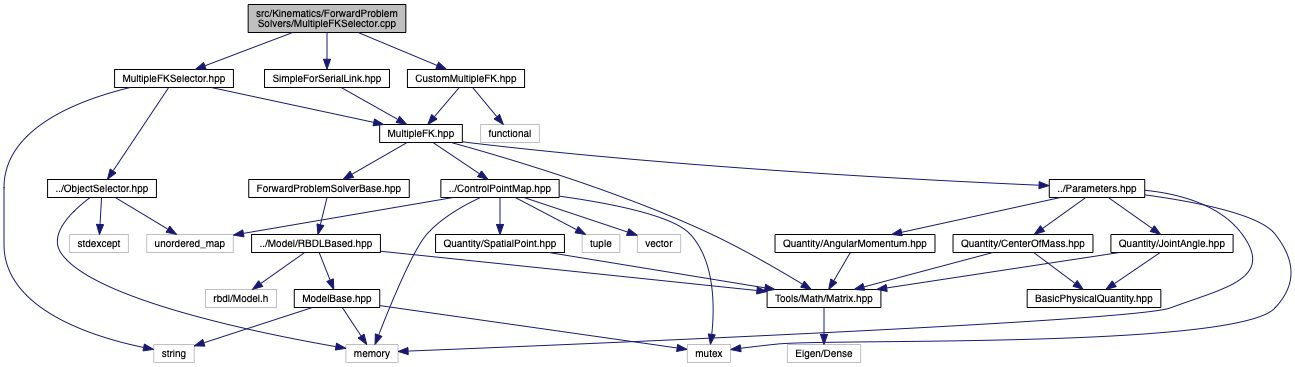 src/Kinematics/ForwardProblem
Solvers/MultipleFKSelector.cpp
MultipleFKSelector.hpp
SimpleForSerialLink.hpp
CustomMultipleFK.hpp
MultipleFK.hpp
functional
../ObjectSelector.hpp
ForwardProblemSolverBase.hpp
../ControlPointMap.hpp
../Parameters.hpp
stdexcept
unordered_map
../Model/RBDLBased.hpp
Quantity/SpatialPoint.hpp
tuple
vector
Quantity/AngularMomentum.hpp
Quantity/CenterOfMass.hpp
Quantity/JointAngle.hpp
rbdl/Model.h
ModelBase.hpp
Tools/Math/Matrix.hpp
BasicPhysicalQuantity.hpp
string
memory
mutex
Eigen/Dense